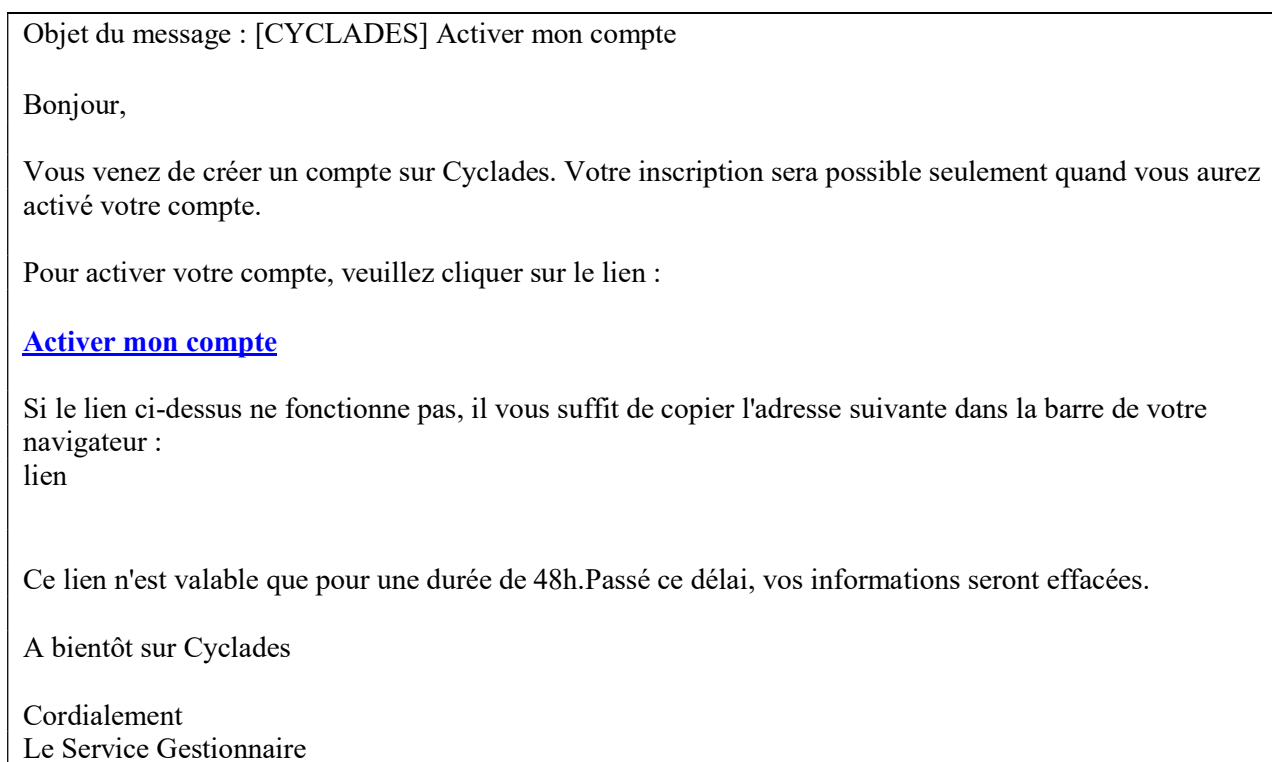 Objet du message : [CYCLADES] Activer mon compte
Bonjour,
Vous venez de créer un compte sur Cyclades. Votre inscription sera possible seulement quand vous aurez
activé votre compte.
Pour activer votre compte, veuillez cliquer sur le lien :
Activer mon compte
Si le lien ci-dessus ne fonctionne pas, il vous suffit de copier l'adresse suivante dans la barre de votre
navigateur :
lien
Ce lien n'est valable que pour une durée de 48h.Passé ce délai, vos informations seront effacées.
A bientôt sur Cyclades
Cordialement
Le Service Gestionnaire